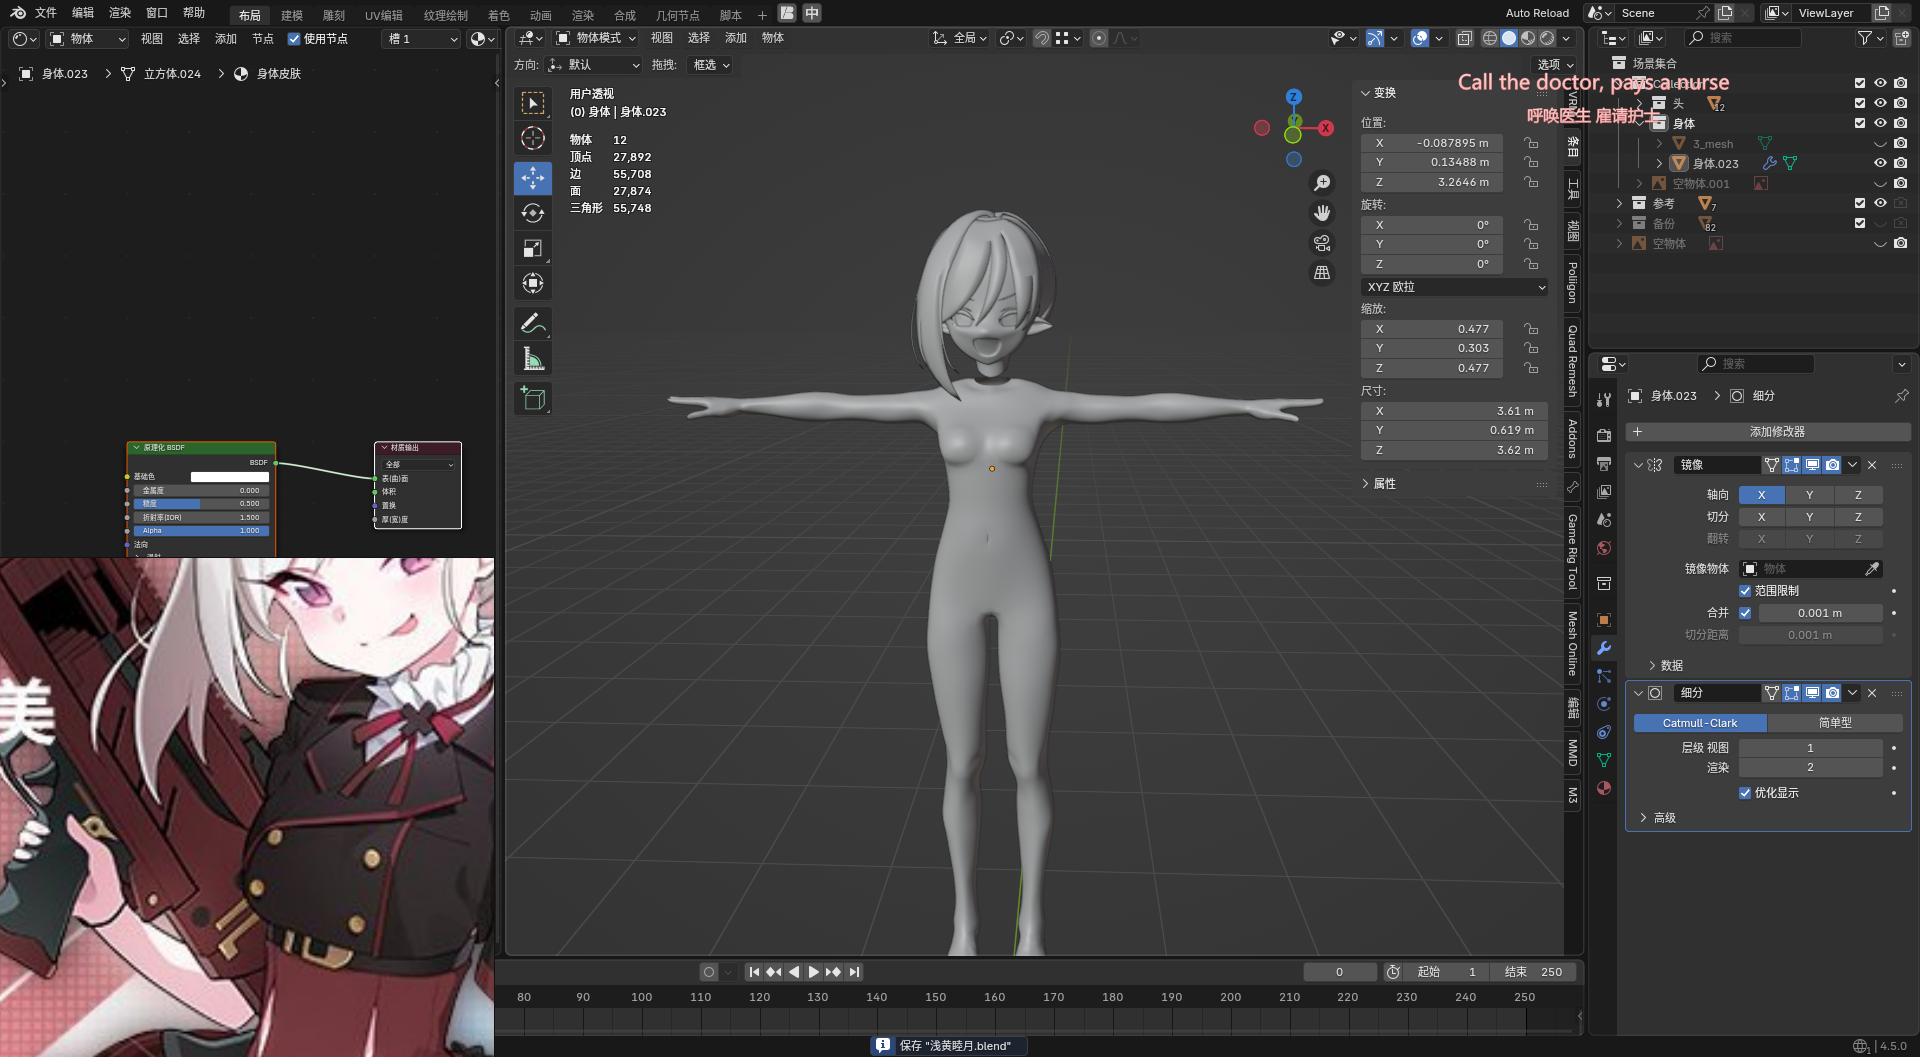 文件 编辑 渲染 窗口 帮助 布局 建模 雕刻 UV编辑 纹理绘制 着色 动画 渲染 合成 几何节点 脚本 + 中 Auto Reload Scene ViewLayer
物体 视图 选择 添加 节点 使用节点 槽 1
身体.023 > 立方体.024 > 身体皮肤
物体模式 视图 选择 添加 物体 全局
方向: 默认 拖拽: 框选 选项
用户透视
(0) 身体 | 身体.023
物体 12
顶点 27,892
边 55,708
面 27,874
三角形 55,748
Z
X
变换
位置:
X -0.087895 m
Y 0.13488 m
Z 3.2646 m
旋转:
X 0°
Y 0°
Z 0°
XYZ 欧拉
缩放:
X 0.477
Y 0.303
Z 0.477
尺寸:
X 3.61 m
Y 0.619 m
Z 3.62 m
属性
条目
工具
视图
Poliigon
Quad Remesh
Addons
Game Rig Tool
Mesh Online
编辑
MMD
M3
搜索
场景集合
Call the doctor, pays a nurse
呼唤医生 雇请护士
头 12
身体
3_mesh
身体.023
空物体.001
参考 7
备份 82
空物体
搜索
身体.023 > 细分
+ 添加修改器
镜像
轴向 X Y Z
切分 X Y Z
翻转 X Y Z
镜像物体 物体
范围限制
合并 0.001 m
切分距离 0.001 m
数据
细分
Catmull-Clark 简单型
层级 视图 1
渲染 2
优化显示
高级
原理化 BSDF
BSDF
基础色
金属度 0.000
糙度 0.500
折射率(IOR) 1.500
Alpha 1.000
法向
材质输出
全部
表(曲)面
体积
置换
厚(宽)度
美
0 起始 1 结束 250
80 90 100 110 120 130 140 150 160 170 180 190 200 210 220 230 240 250
保存 "浅黄睦月.blend"
4.5.0